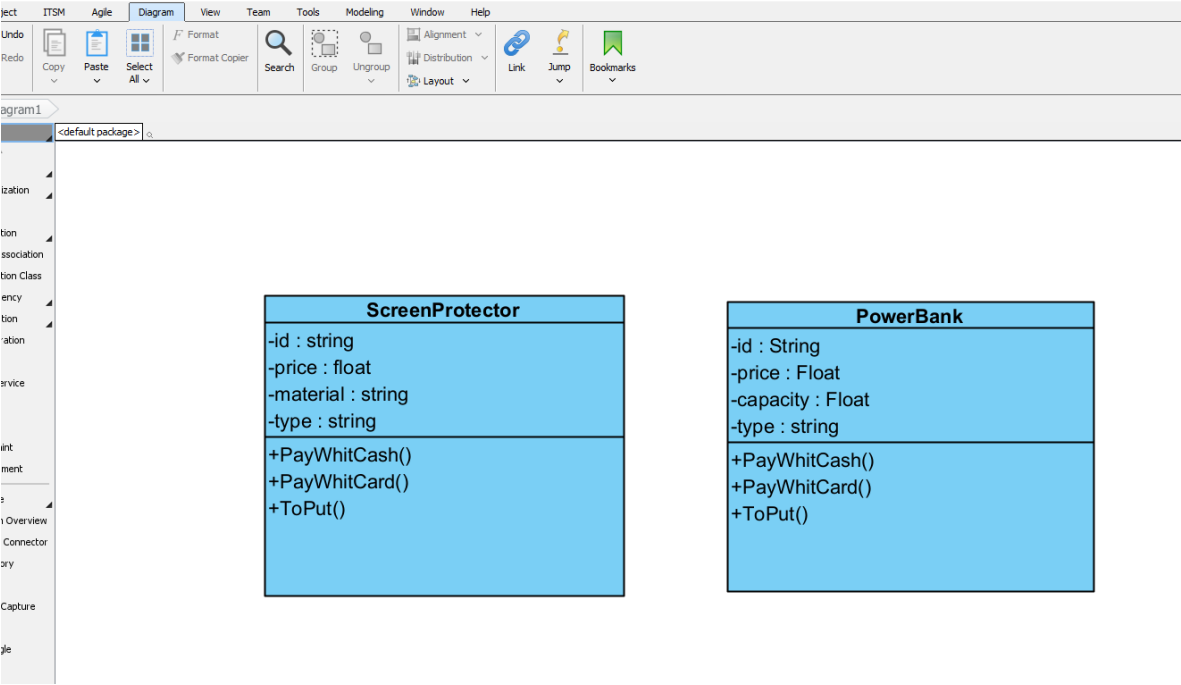 ject ITSM Agile Diagram View Team Tools Modeling Window Help
Undo
Redo
Copy
Paste
Select
All
Format
Format Copier
Search
Group
Ungroup
Alignment
Distribution
Layout
Link
Jump
Bookmarks
agram1
<default package>
ization
tion
ssociation
tion Class
ency
tion
ration
ervice
int
ment
e
n Overview
Connector
ory
Capture
gle
ScreenProtector
-id : string
-price : float
-material : string
-type : string
+PayWhitCash()
+PayWhitCard()
+ToPut()
PowerBank
-id : String
-price : Float
-capacity : Float
-type : string
+PayWhitCash()
+PayWhitCard()
+ToPut()